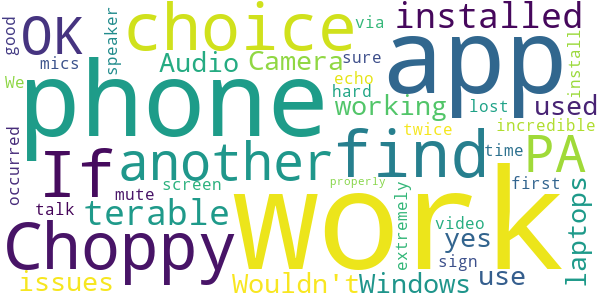 good
OK
mics
speaker
choice
via
installed
Audio
Camera
sure
app
install
We
phone
echo
hard
working
lost
used
twice
incredible
occurred
If
another
find
PA
time
screen
properly
first
mute
talk
terable
extremely
work
video
yes
laptops
Choppy
sign
issues
Wouldn't
Windows
use